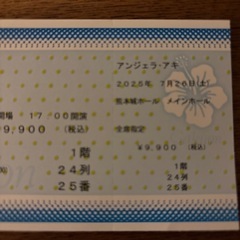 アンジェラ・アキ
2025年 7月26日(土)
熊本城ホール メインホール
開場 17:00開演
¥9,900 (税込)
全席指定
¥9,900 (税込)
1階
24列
25番
1階
24列
25番